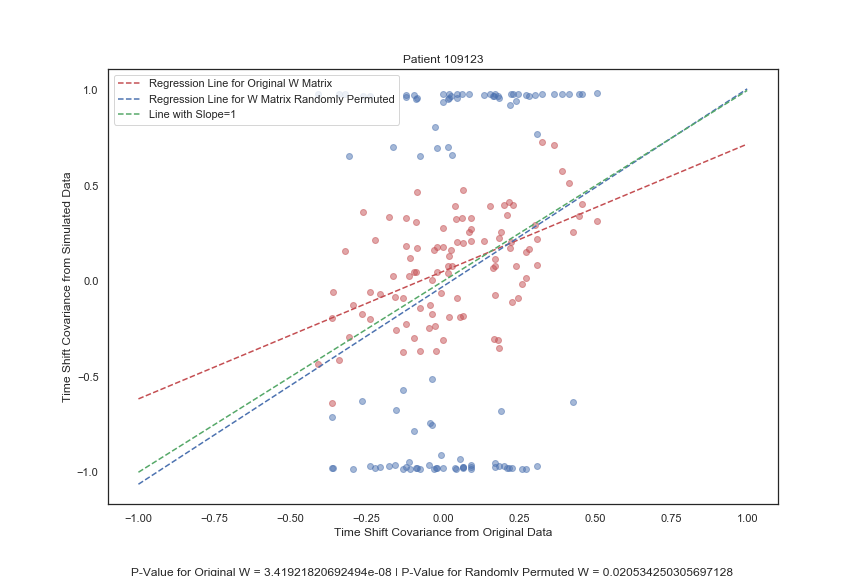 Patient 109123
Regression Line for Original W Matrix
Regression Line for W Matrix Randomly Permuted
Line with Slope=1
Time Shift Covariance from Simulated Data
1.0
0.5
0.0
−0.5
−1.0
−1.00 −0.75 −0.50 −0.25 0.00 0.25 0.50 0.75 1.00
Time Shift Covariance from Original Data
P-Value for Original W = 3.41921820692494e-08 | P-Value for Randomly Permuted W = 0.020534250305697128